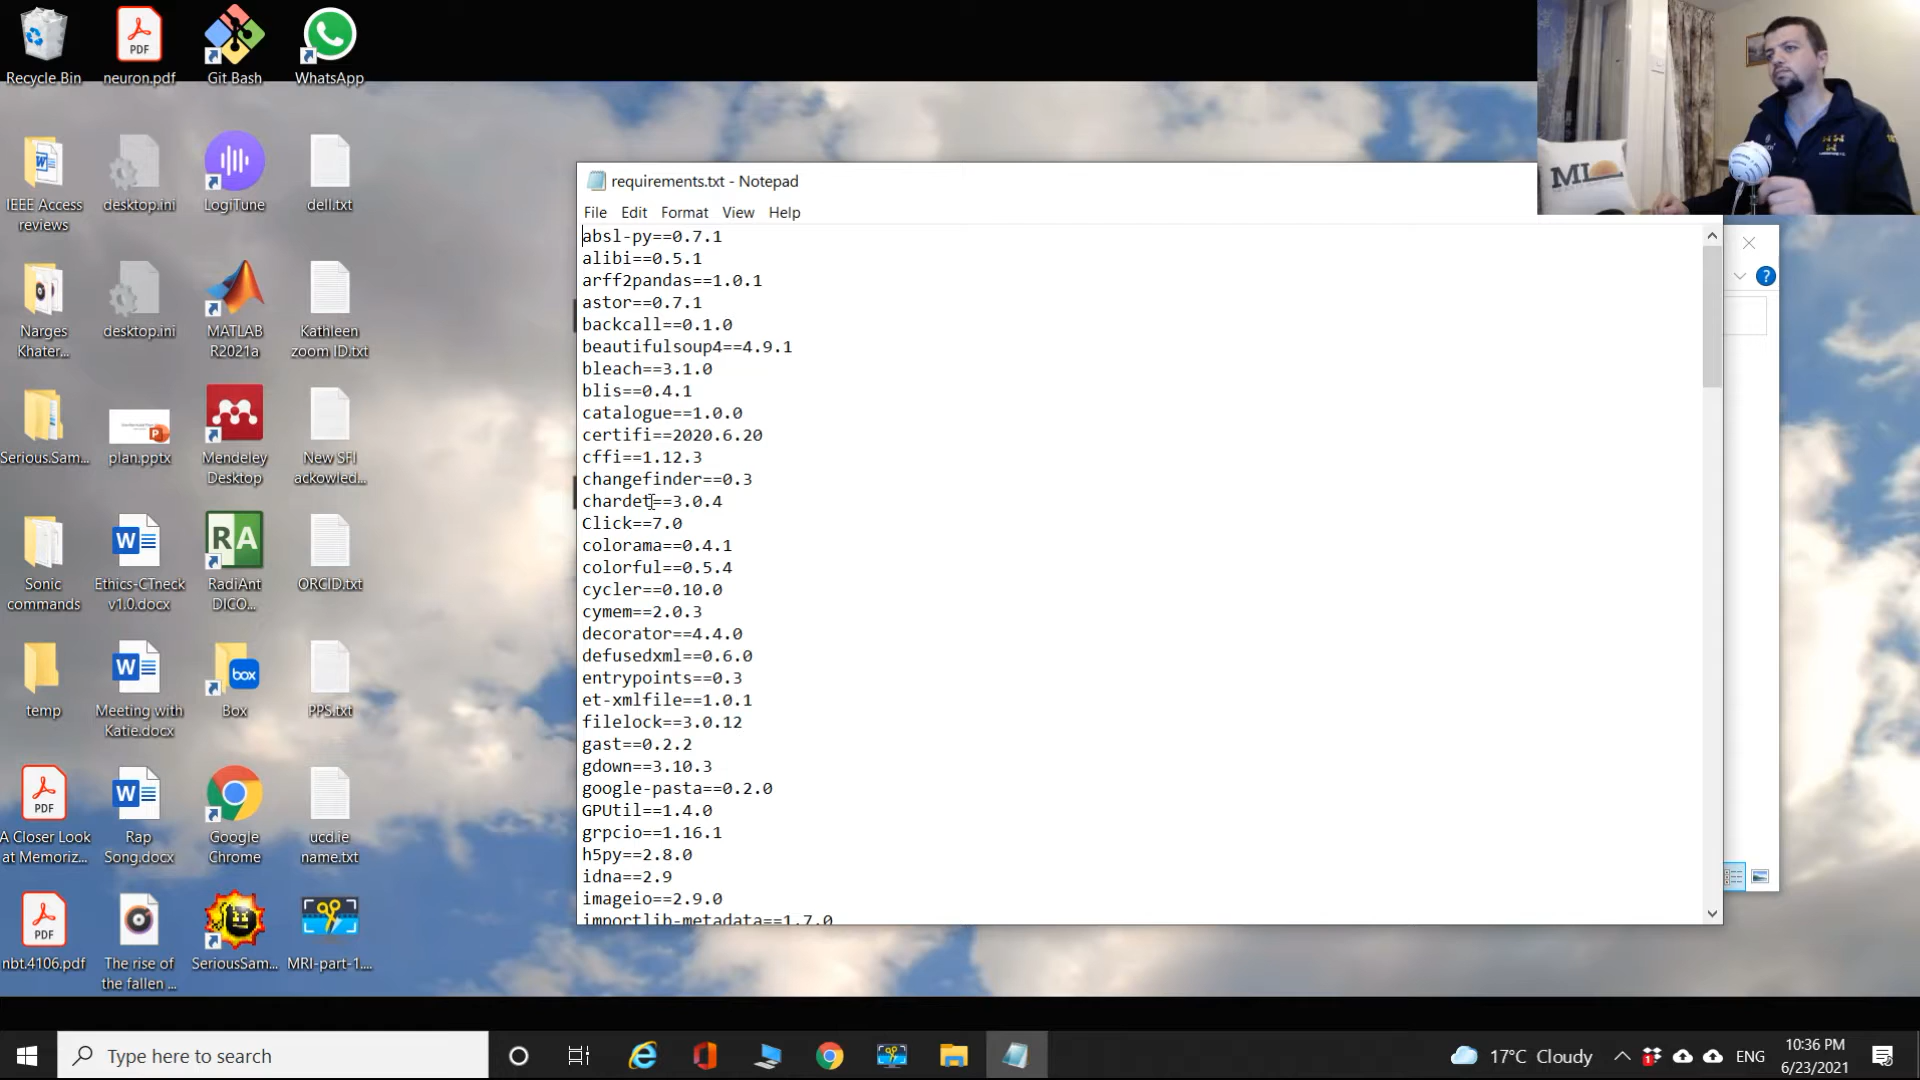 Recycle Bin
neuron.pdf
Git Bash
WhatsApp
IEEE Access
reviews
desktop.ini
LogiTune
dell.txt
Narges
Khater...
desktop.ini
MATLAB
R2021a
Kathleen
zoom ID.txt
Serious.Sam...
plan.pptx
Mendeley
Desktop
New SFI
ackowled...
Sonic
commands
Ethics-CTneck
v1.0.docx
RadiAnt
DICO...
ORCID.txt
temp
Meeting with
Katie.docx
Box
PPS.txt
A Closer Look
at Memoriz...
Rap
Song.docx
Google
Chrome
ucd.ie
name.txt
nbt.4106.pdf
The rise of
the fallen ...
SeriousSam...
MRI-part-1....
PDF
RA
box
PDF
PDF
ML
requirements.txt - Notepad
File Edit Format View Help
absl-py==0.7.1
alibi==0.5.1
arff2pandas==1.0.1
astor==0.7.1
backcall==0.1.0
beautifulsoup4==4.9.1
bleach==3.1.0
blis==0.4.1
catalogue==1.0.0
certifi==2020.6.20
cffi==1.12.3
changefinder==0.3
chardet==3.0.4
Click==7.0
colorama==0.4.1
colorful==0.5.4
cycler==0.10.0
cymem==2.0.3
decorator==4.4.0
defusedxml==0.6.0
entrypoints==0.3
et-xmlfile==1.0.1
filelock==3.0.12
gast==0.2.2
gdown==3.10.3
google-pasta==0.2.0
GPUtil==1.4.0
grpcio==1.16.1
h5py==2.8.0
idna==2.9
imageio==2.9.0
importlib-metadata==1.7.0
Type here to search
17°C Cloudy
ENG
10:36 PM
6/23/2021